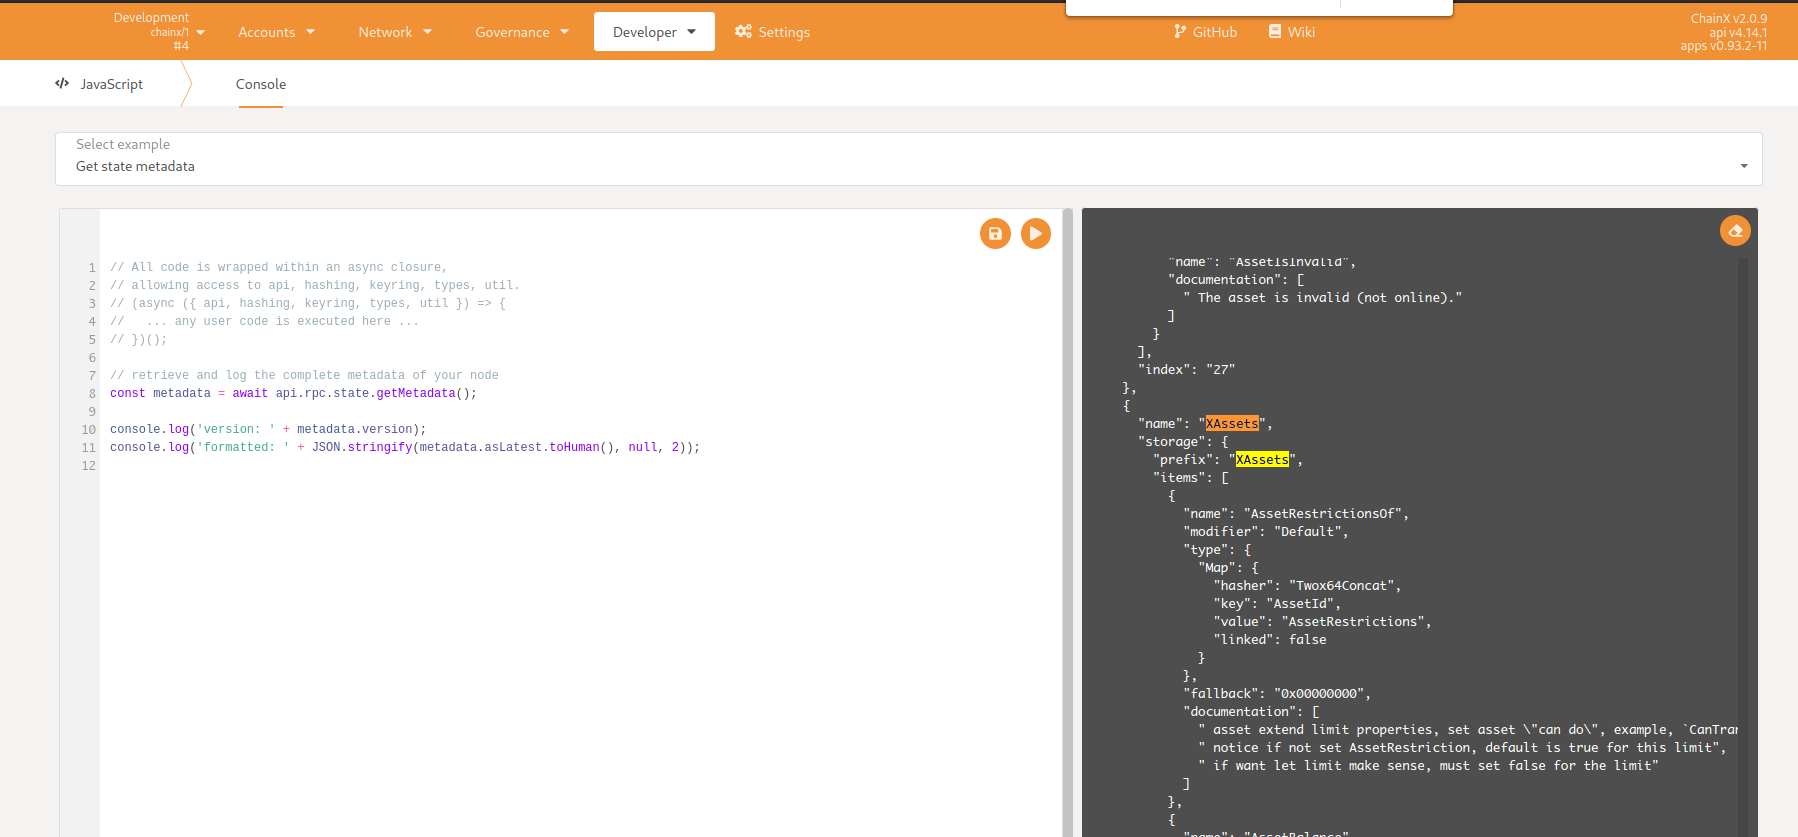 Development
chainx/1
#4
Accounts
Network
Governance
Developer
Settings
GitHub
Wiki
ChainX v2.0.9
api v4.14.1
apps v0.93.2-11
JavaScript
Console
Select example
Get state metadata
1 // All code is wrapped within an async closure,
2 // allowing access to api, hashing, keyring, types, util.
3 // (async ({ api, hashing, keyring, types, util }) => {
4 //   ... any user code is executed here ...
5 // })();
6
7 // retrieve and log the complete metadata of your node
8 const metadata = await api.rpc.state.getMetadata();
9
10 console.log('version: ' + metadata.version);
11 console.log('formatted: ' + JSON.stringify(metadata.asLatest.toHuman(), null, 2));
12
"name": "AssetIsInvalid",
"documentation": [
" The asset is invalid (not online)."
]
}
],
"index": "27"
},
{
"name": "XAssets",
"storage": {
"prefix": "XAssets",
"items": [
{
"name": "AssetRestrictionsOf",
"modifier": "Default",
"type": {
"Map": {
"hasher": "Twox64Concat",
"key": "AssetId",
"value": "AssetRestrictions",
"linked": false
}
},
"fallback": "0x00000000",
"documentation": [
" asset extend limit properties, set asset \"can do\", example, `CanTran
" notice if not set AssetRestriction, default is true for this limit",
" if want let limit make sense, must set false for the limit"
]
},
{
"name": "AssetBalance"